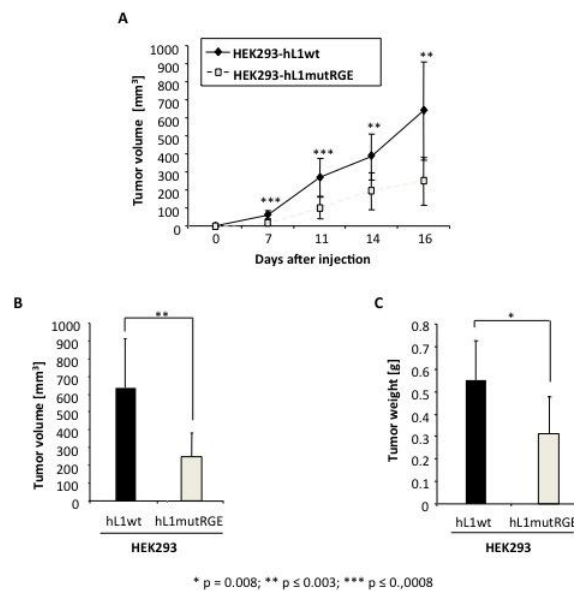 A
HEK293-hL1wt
HEK293-hL1mutRGE
Tumor volume [mm³]
1000
900
800
700
600
500
400
300
200
100
0
***
***
**
**
0 7 11 14 16
Days after injection
B
Tumor volume [mm³]
1000
900
800
700
600
500
400
300
200
100
0
**
hL1wt hL1mutRGE
HEK293
C
Tumor weight [g]
0.8
0.7
0.6
0.5
0.4
0.3
0.2
0.1
0.0
*
hL1wt hL1mutRGE
HEK293
* p = 0.008; ** p ≤ 0.003; *** p ≤ 0.,0008